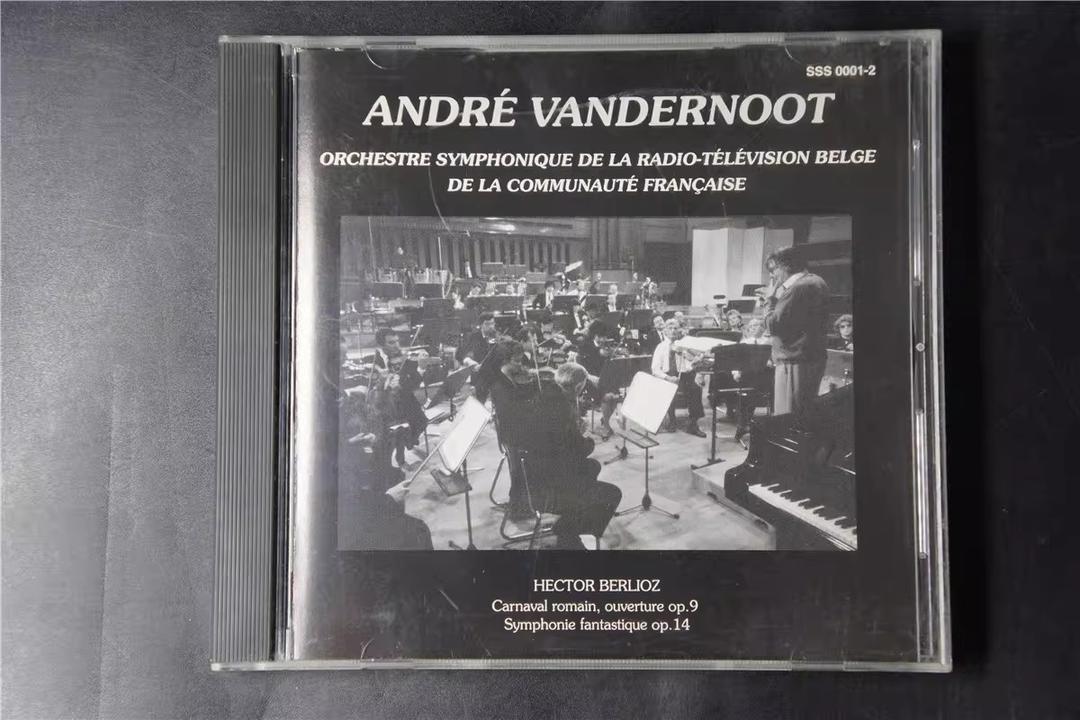 SSS 0001-2
ANDRÉ VANDERNOOT
ORCHESTRE SYMPHONIQUE DE LA RADIO-TÉLÉVISION BELGE
DE LA COMMUNAUTÉ FRANÇAISE
HECTOR BERLIOZ
Carnaval romain, ouverture op.9
Symphonie fantastique op.14